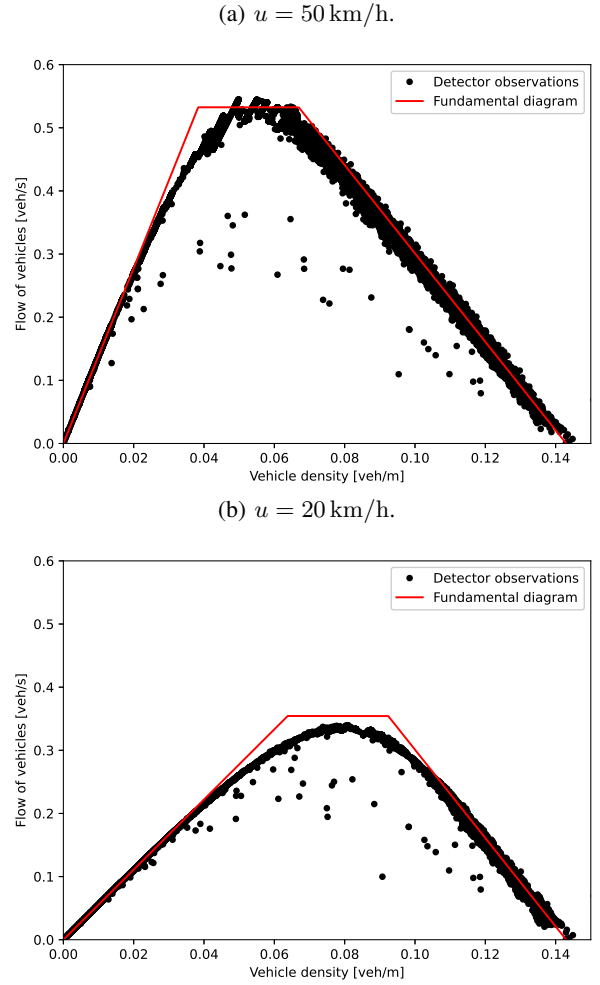 (a) u = 50 km/h.
0.6
0.5
0.4
0.3
0.2
0.1
0.0
Flow of vehicles [veh/s]
Detector observations
Fundamental diagram
0.00 0.02 0.04 0.06 0.08 0.10 0.12 0.14
Vehicle density [veh/m]
(b) u = 20 km/h.
0.6
0.5
0.4
0.3
0.2
0.1
0.0
Flow of vehicles [veh/s]
Detector observations
Fundamental diagram
0.00 0.02 0.04 0.06 0.08 0.10 0.12 0.14
Vehicle density [veh/m]